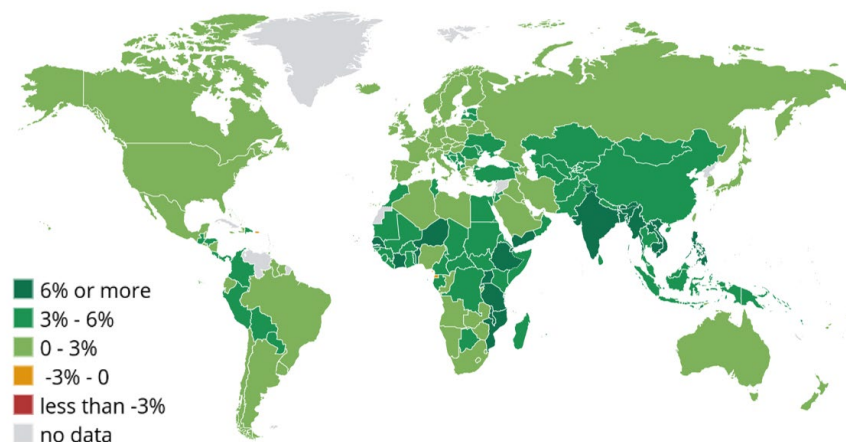 6% or more
3% - 6%
0 - 3%
-3% - 0
less than -3%
no data